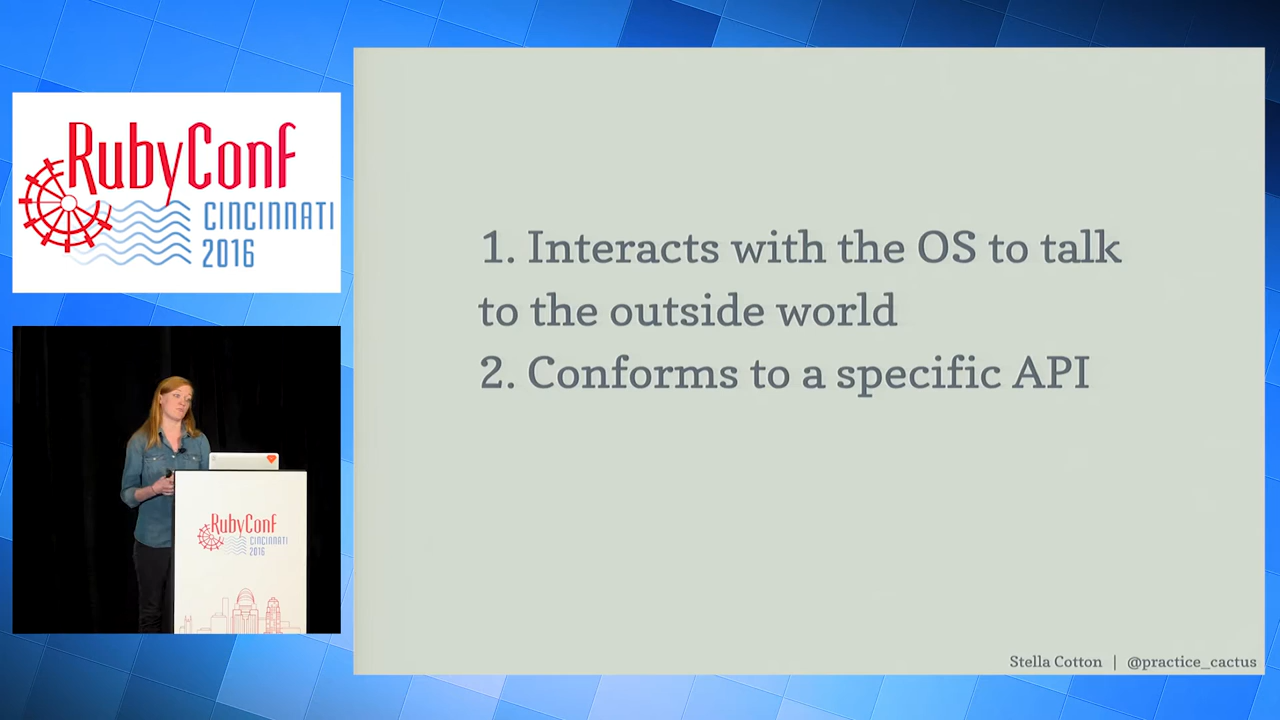 RubyConf
CINCINNATI
2016
1. Interacts with the OS to talk
to the outside world
2. Conforms to a specific API
RubyConf
CINCINNATI
2016
Stella Cotton | @practice_cactus